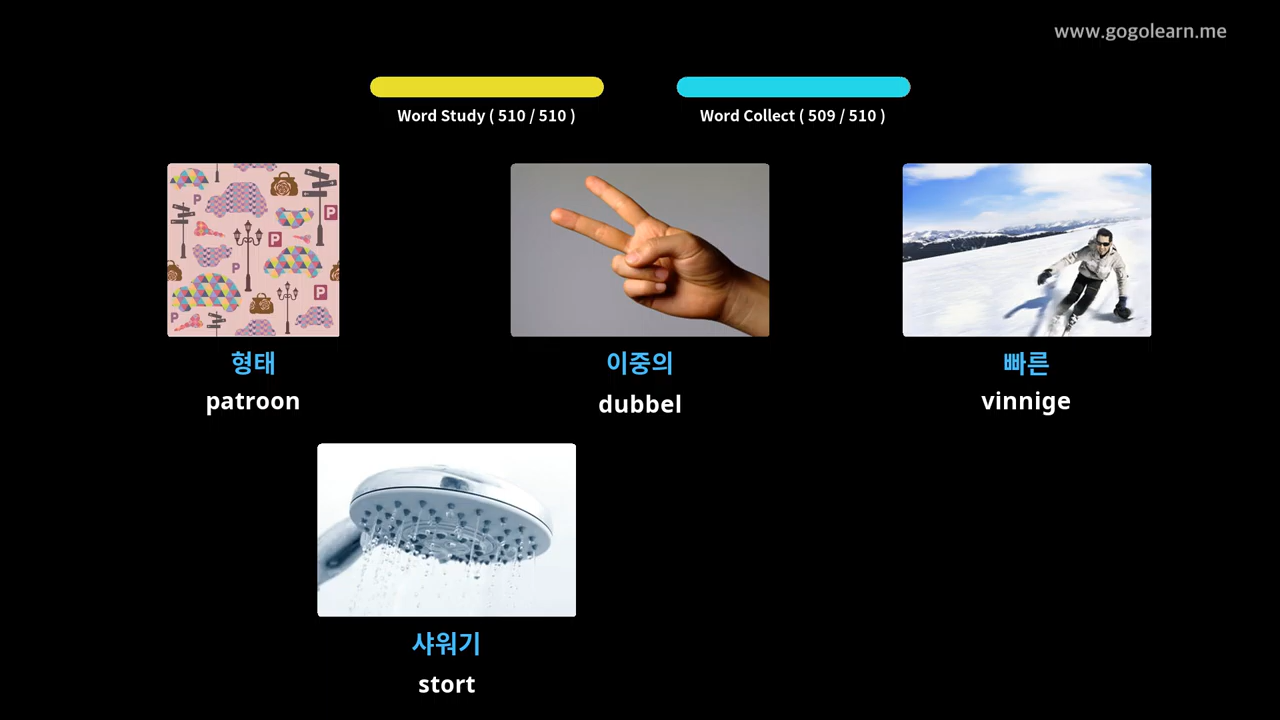 www.gogolearn.me
Word Study ( 510 / 510 )
Word Collect ( 509 / 510 )
형태
patroon
이중의
dubbel
빠른
vinnige
샤워기
stort